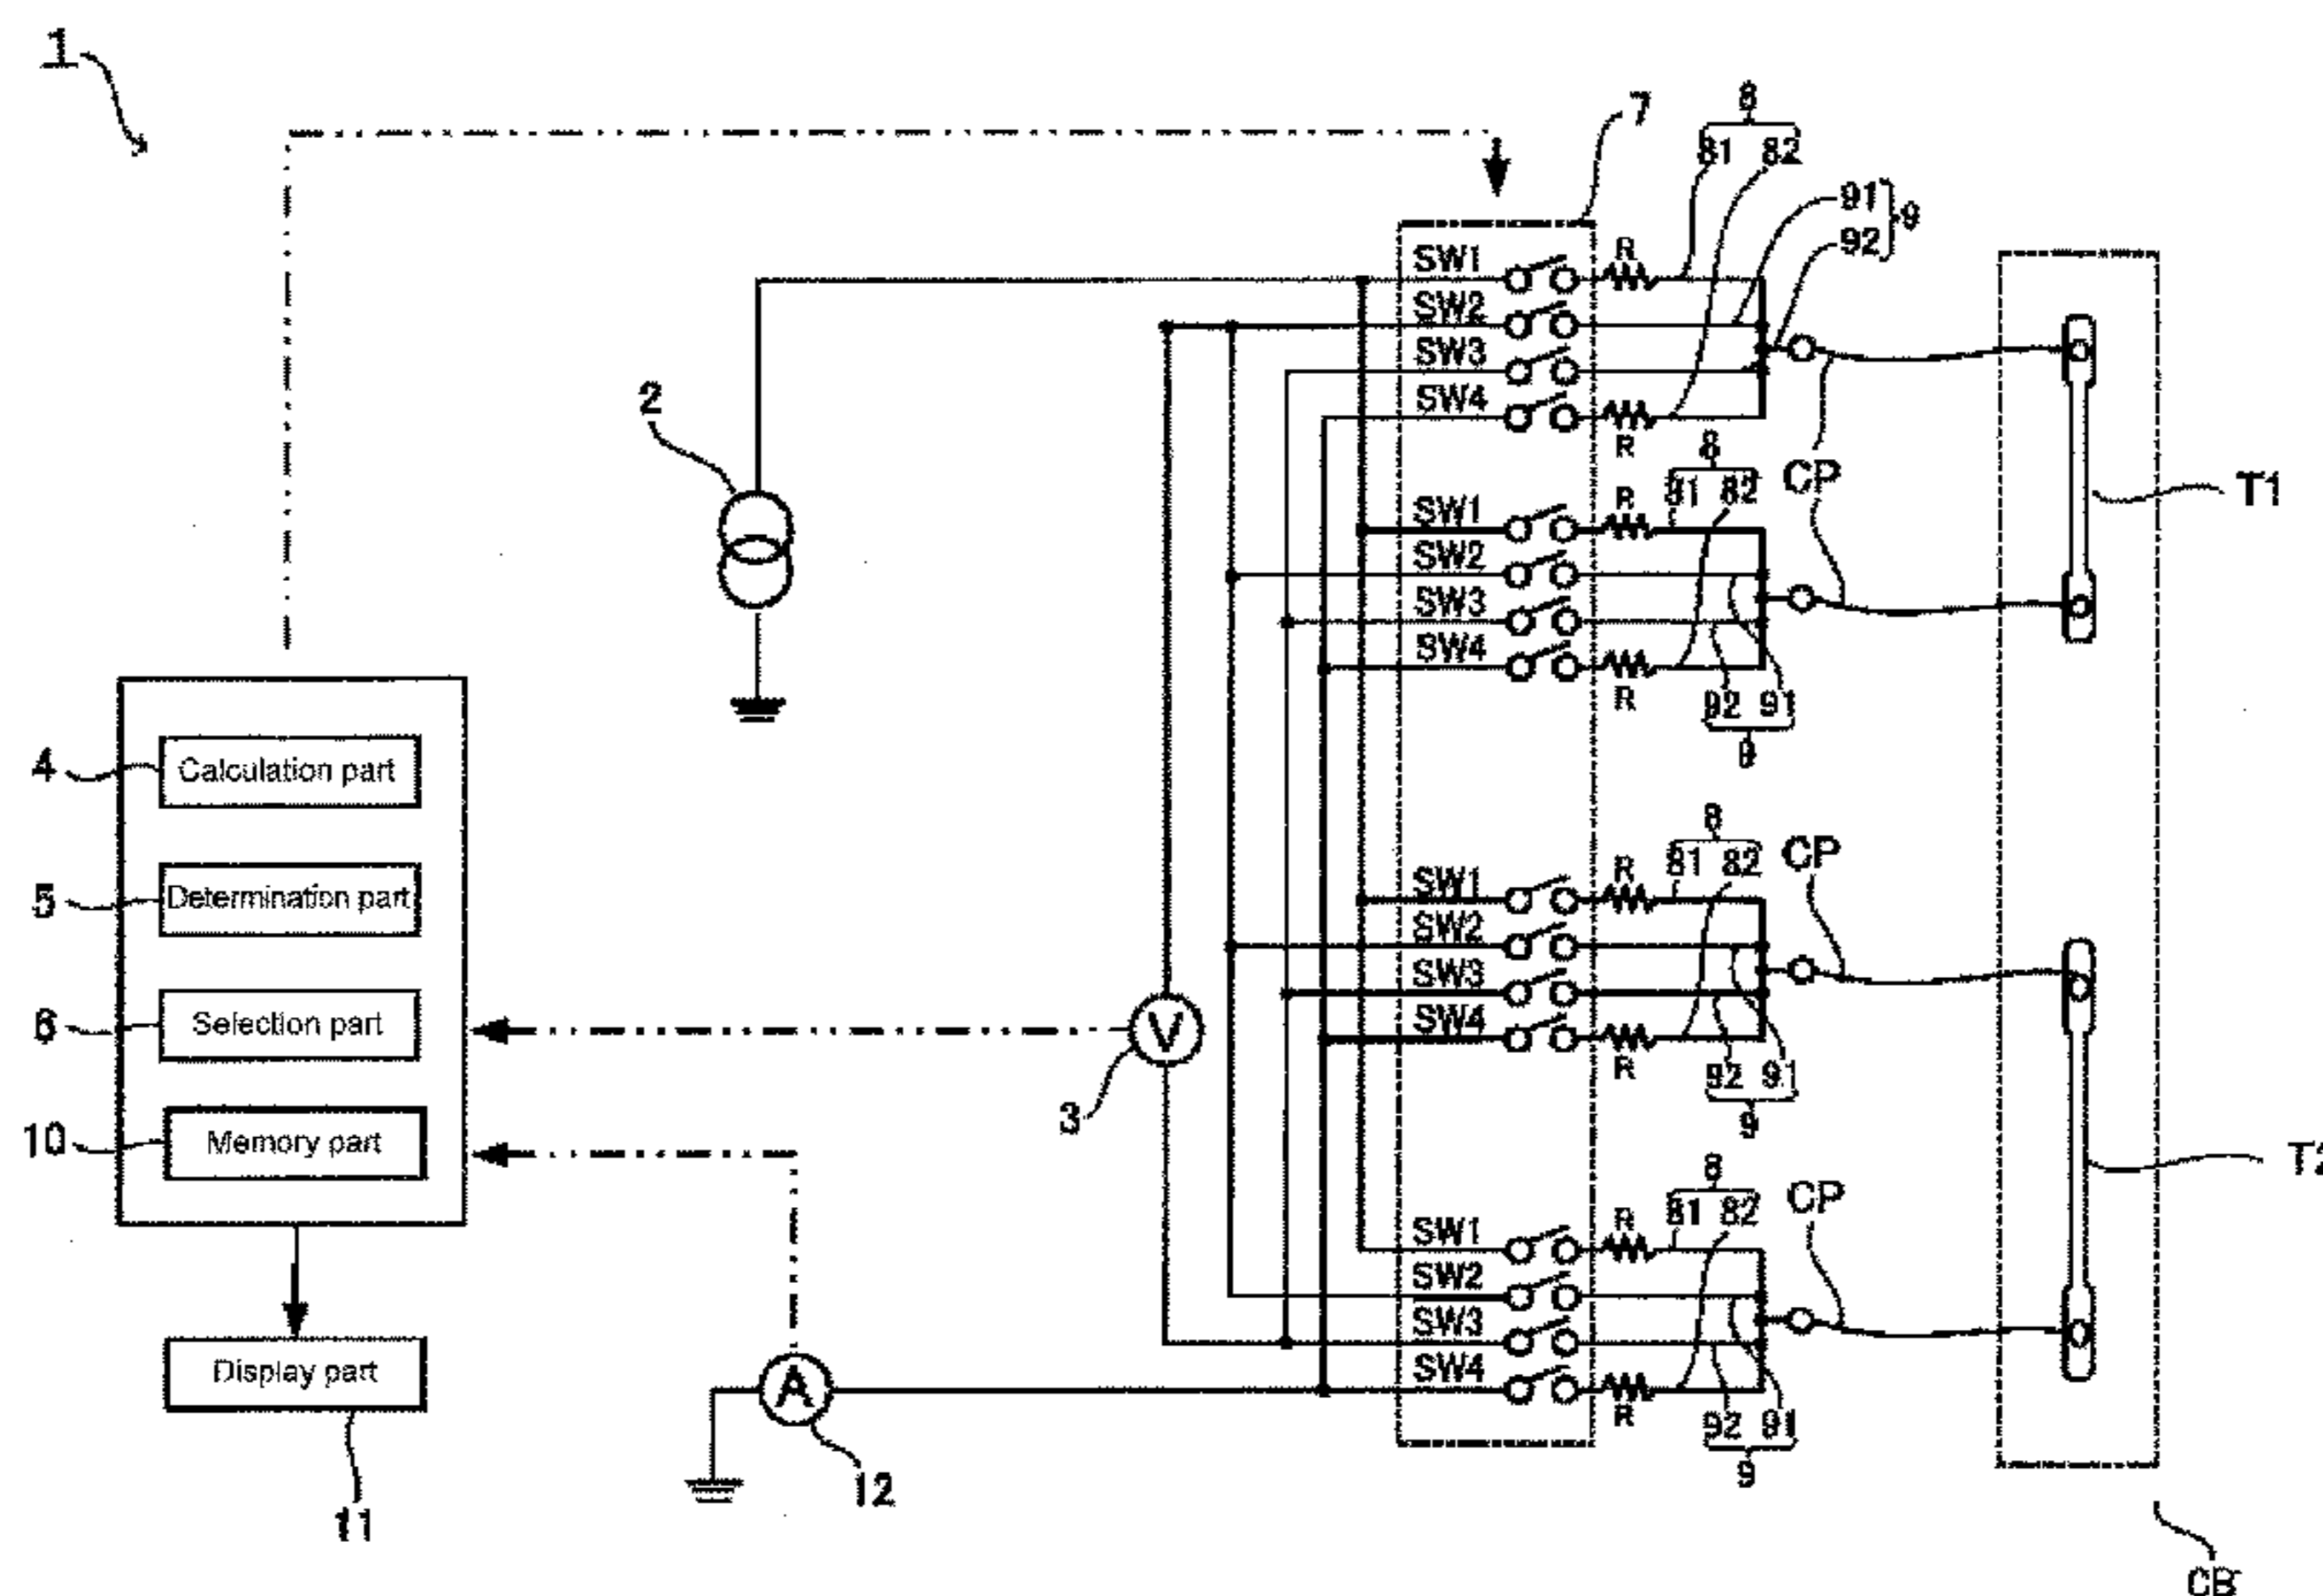 1
7
8
81 82
91
92
9
SW1
R
SW2
SW3
SW4
R
2
CP
T1
8
81 82
SW1
R
SW2
SW3
SW4
R
92 91
9
4
Calculation part
5
Determination part
6
Selection part
10
Memory part
3
V
8
81 82
CP
SW1
R
SW2
SW3
SW4
R
92 91
9
T2
8
81 82
CP
SW1
R
SW2
SW3
SW4
R
92 91
9
Display part
11
A
12
CB